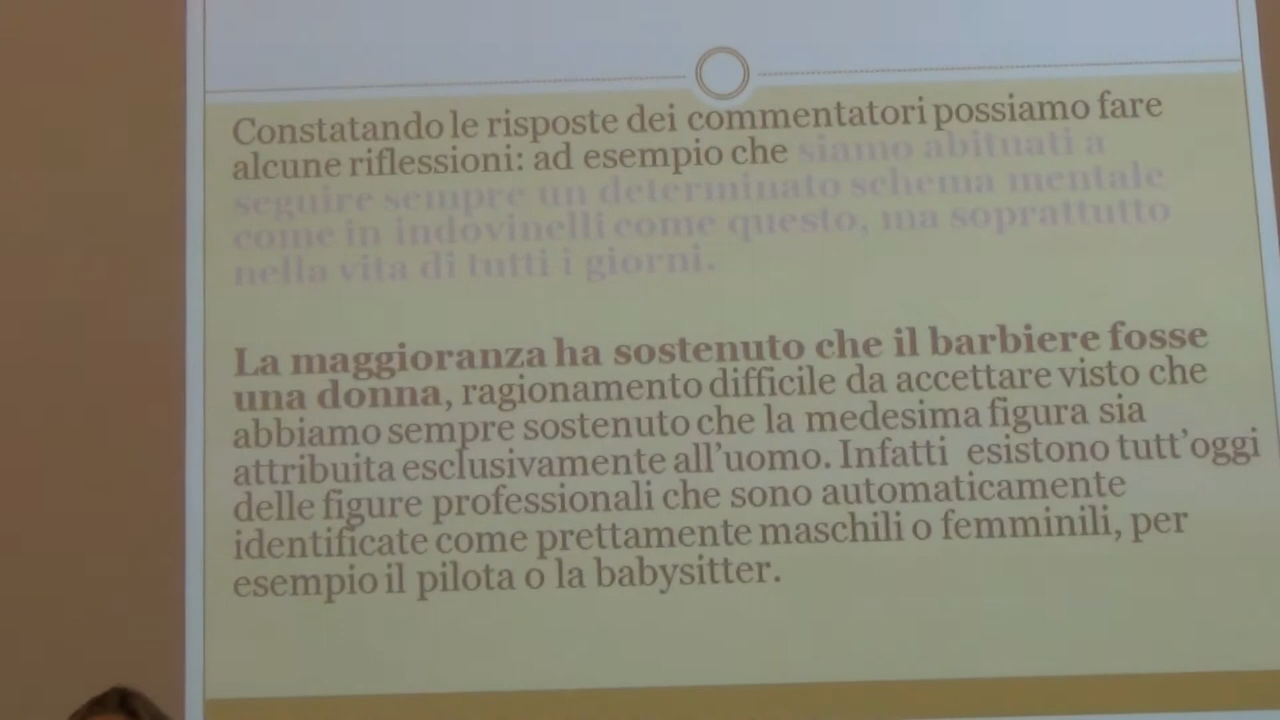 Constatando le risposte dei commentatori possiamo fare
alcune riflessioni: ad esempio che siamo abituati a
seguire sempre un determinato schema mentale
come in indovinelli come questo, ma soprattutto
nella vita di tutti i giorni.
La maggioranza ha sostenuto che il barbiere fosse
una donna, ragionamento difficile da accettare visto che
abbiamo sempre sostenuto che la medesima figura sia
attribuita esclusivamente all'uomo. Infatti esistono tutt'oggi
delle figure professionali che sono automaticamente
identificate come prettamente maschili o femminili, per
esempio il pilota o la babysitter.